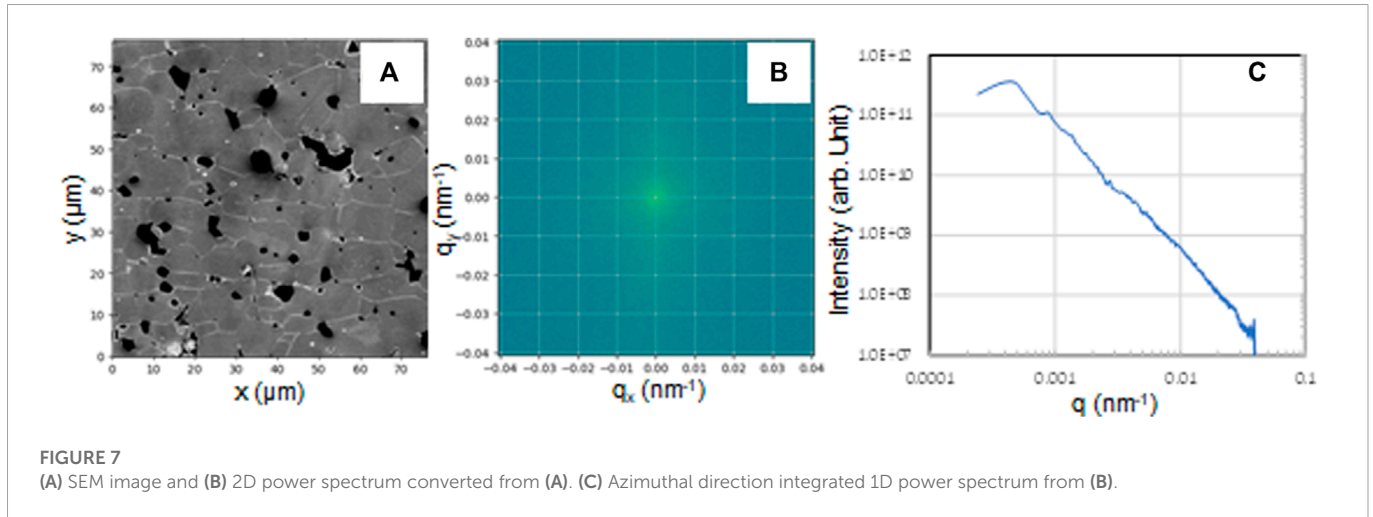 A
B
C
70
60
50
40
30
20
10
0
y (µm)
0 10 20 30 40 50 60 70
x (µm)
0.04
0.03
0.02
0.01
0.00
−0.01
−0.02
−0.03
−0.04
qy (nm-1)
−0.04 −0.03 −0.02 −0.01 0.00 0.01 0.02 0.03 0.04
qx (nm-1)
1.0E+12
1.0E+11
1.0E+10
1.0E+09
1.0E+08
1.0E+07
Intensity (arb. Unit)
0.0001 0.001 0.01 0.1
q (nm-1)
FIGURE 7
(A) SEM image and (B) 2D power spectrum converted from (A). (C) Azimuthal direction integrated 1D power spectrum from (B).